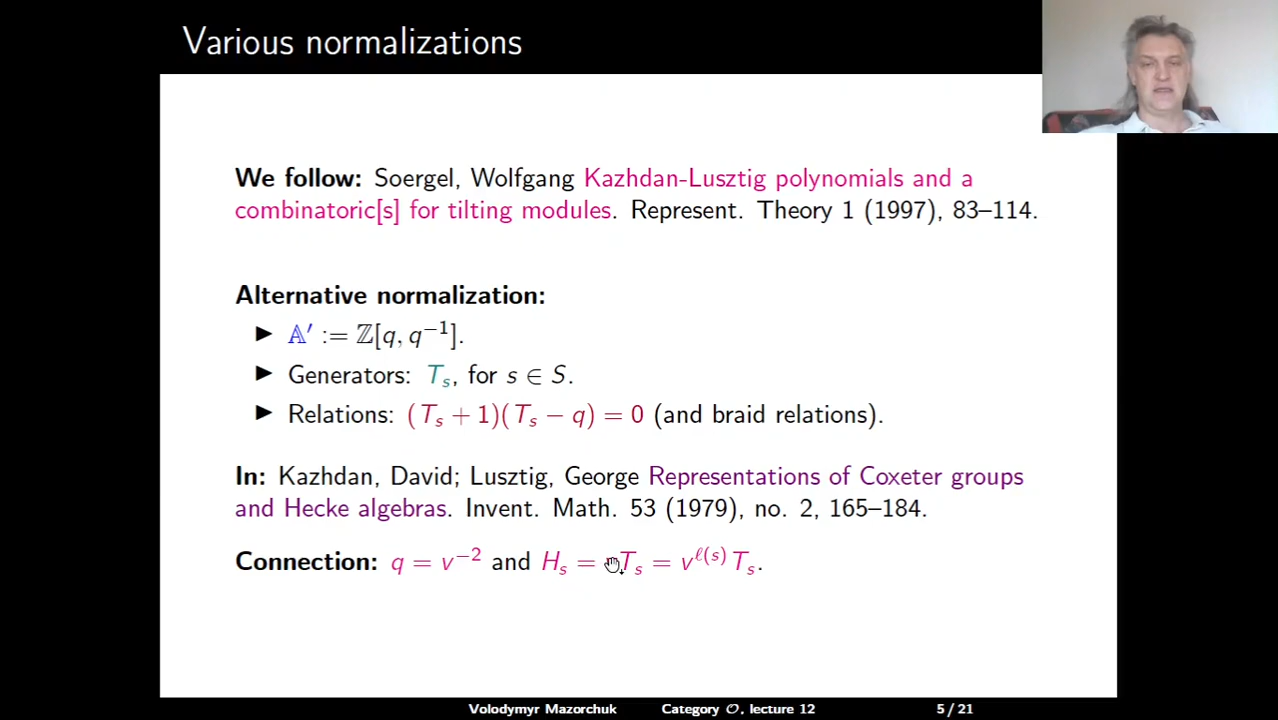 Various normalizations
We follow: Soergel, Wolfgang Kazhdan-Lusztig polynomials and a
combinatoric[s] for tilting modules. Represent. Theory 1 (1997), 83–114.
Alternative normalization:
▶ 𝔸′ := ℤ[q, q⁻¹].
▶ Generators: Tₛ, for s ∈ S.
▶ Relations: (Tₛ + 1)(Tₛ − q) = 0 (and braid relations).
In: Kazhdan, David; Lusztig, George Representations of Coxeter groups
and Hecke algebras. Invent. Math. 53 (1979), no. 2, 165–184.
Connection: q = v⁻² and Hₛ = Tₛ = v^{ℓ(s)} Tₛ.
Volodymyr Mazorchuk Category 𝒪, lecture 12 5 / 21